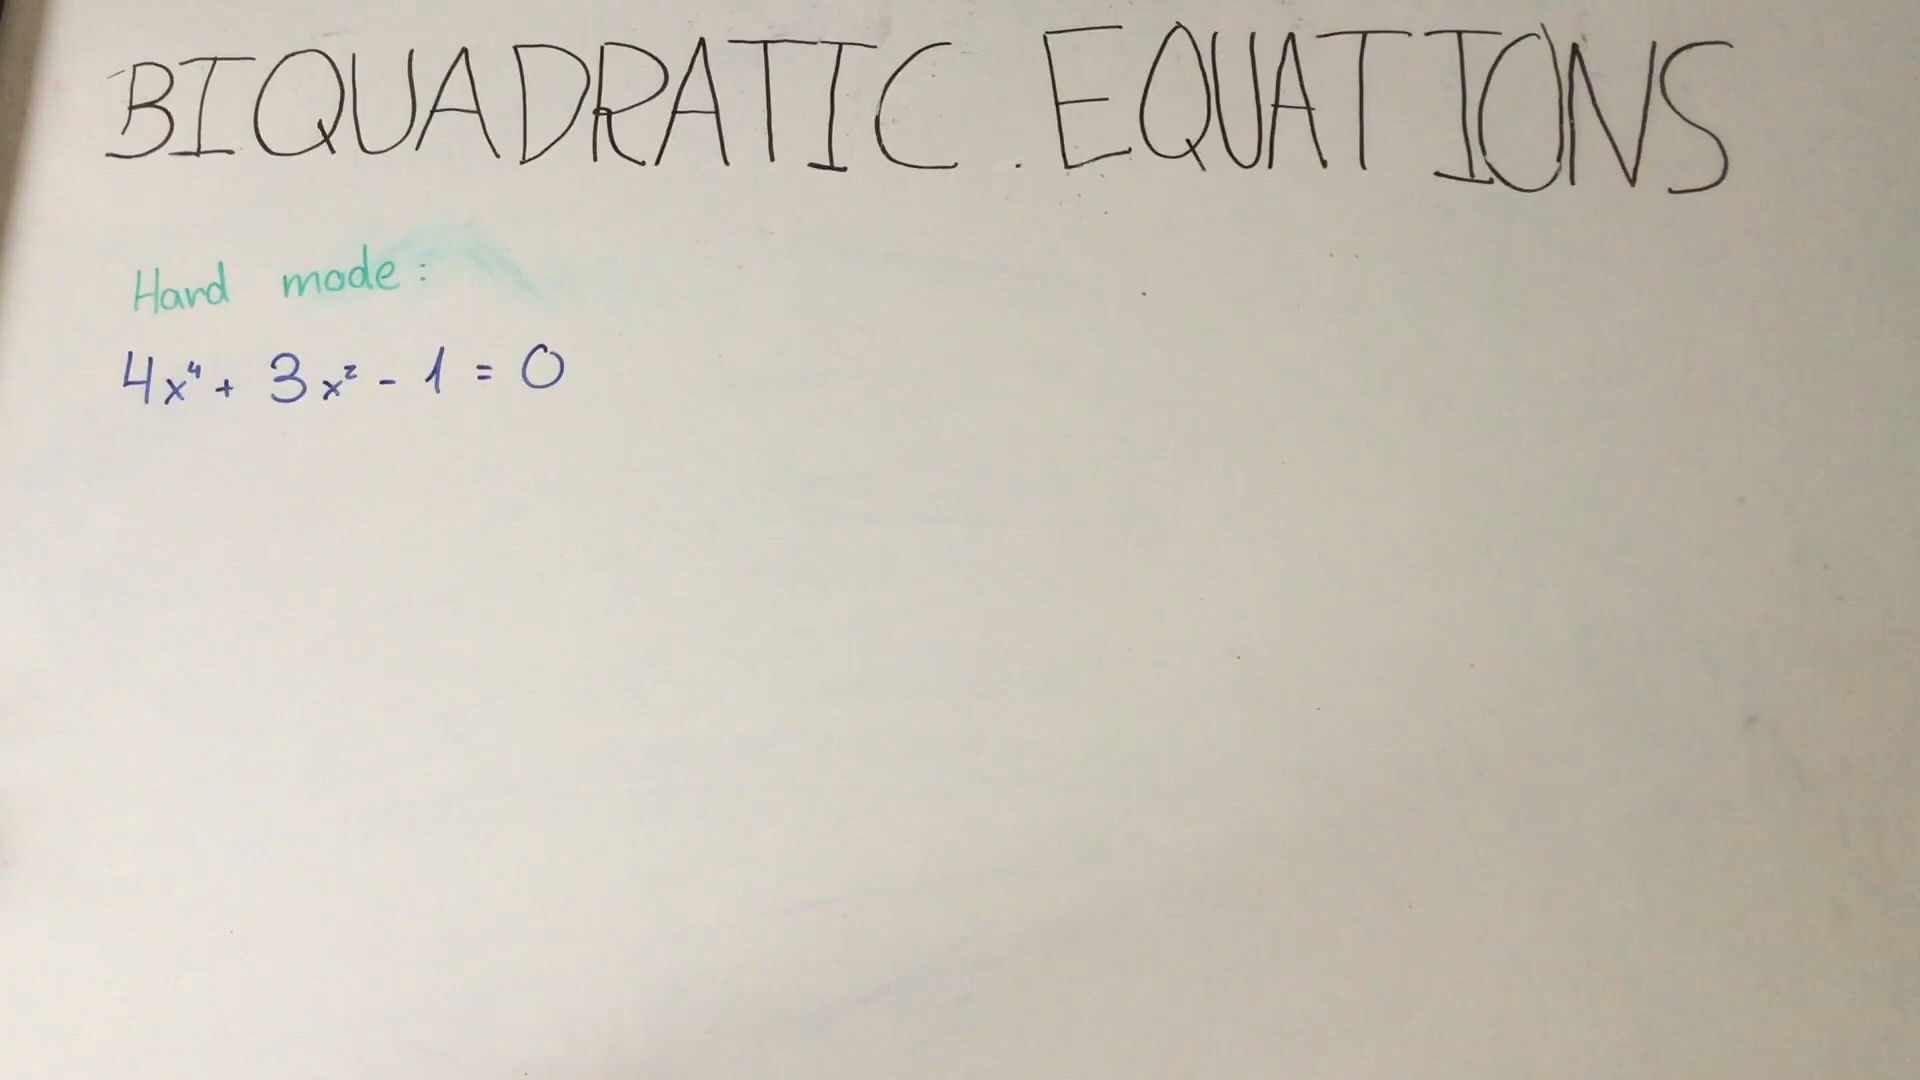 BIQUADRATIC EQUATIONS
Hard mode:
4x⁴ + 3x² - 1 = 0